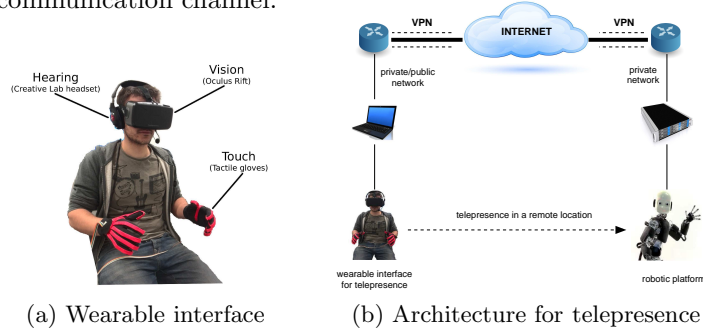 communication channel.
Hearing
(Creative Lab headset)
Vision
(Oculus Rift)
Touch
(Tactile gloves)
(a) Wearable interface
VPN
INTERNET
VPN
private/public
network
private
network
telepresence in a remote location
wearable interface
for telepresence
robotic platform
(b) Architecture for telepresence